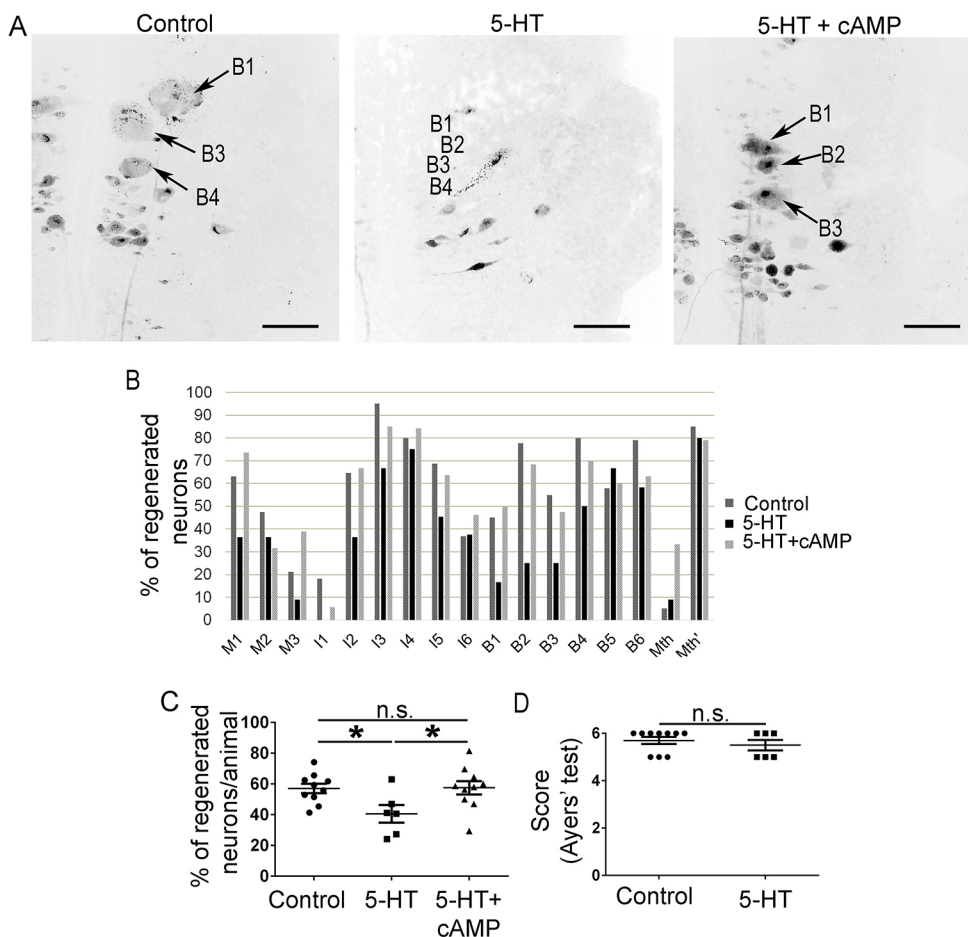 A
Control
5-HT
5-HT + cAMP
B1
B3
B4
B1
B2
B3
B4
B1
B2
B3
B
% of regenerated
neurons
100
90
80
70
60
50
40
30
20
10
0
M1
M2
M3
I1
I2
I3
I4
I5
I6
B1
B2
B3
B4
B5
B6
Mth
Mth'
Control
5-HT
5-HT+cAMP
C
% of regenerated
neurons/animal
100
80
60
40
20
0
n.s.
*
*
Control
5-HT
5-HT+
cAMP
D
Score
(Ayers' test)
6
4
2
0
n.s.
Control
5-HT